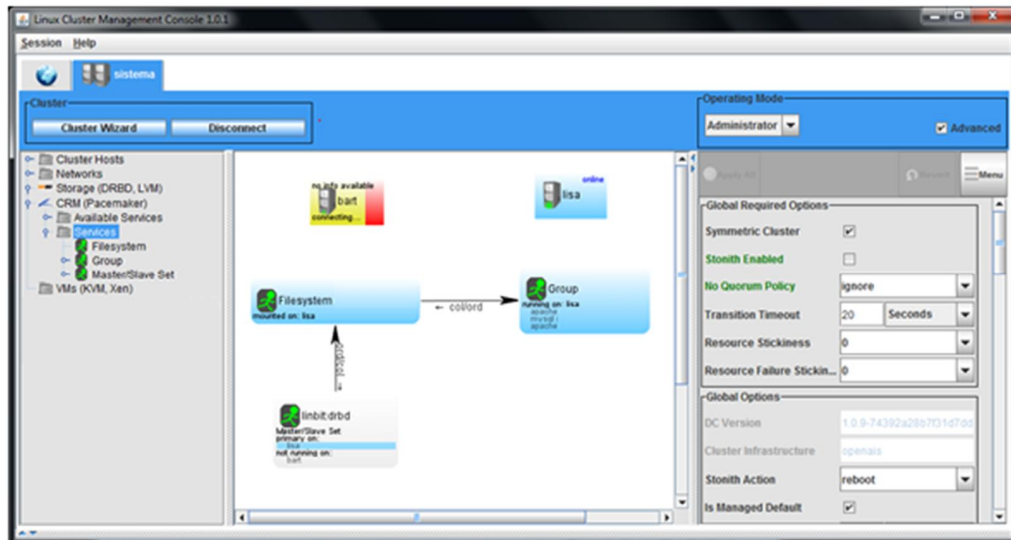 Linux Cluster Management Console 1.0.1
Session Help
sistema
Cluster
Cluster Wizard Disconnect
Operating Mode
Administrator
Advanced
Cluster Hosts
Networks
Storage (DRBD, LVM)
CRM (Pacemaker)
Available Services
Services
Filesystem
Group
Master/Slave Set
VMs (KVM, Xen)
no info available
bart
connecting...
online
lisa
Filesystem
mounted on: lisa
← col/ord
Group
running on: lisa
apache
mysql
apache
ord/col →
linbit:drbd
Master/Slave Set
primary on:
lisa
not running on:
bart
Apply All Revert Menu
Global Required Options
Symmetric Cluster
Stonith Enabled
No Quorum Policy ignore
Transition Timeout 20 Seconds
Resource Stickiness 0
Resource Failure Stickin... 0
Global Options
DC Version 1.0.9-74392a28b7f31d7dd
Cluster Infrastructure openais
Stonith Action reboot
Is Managed Default